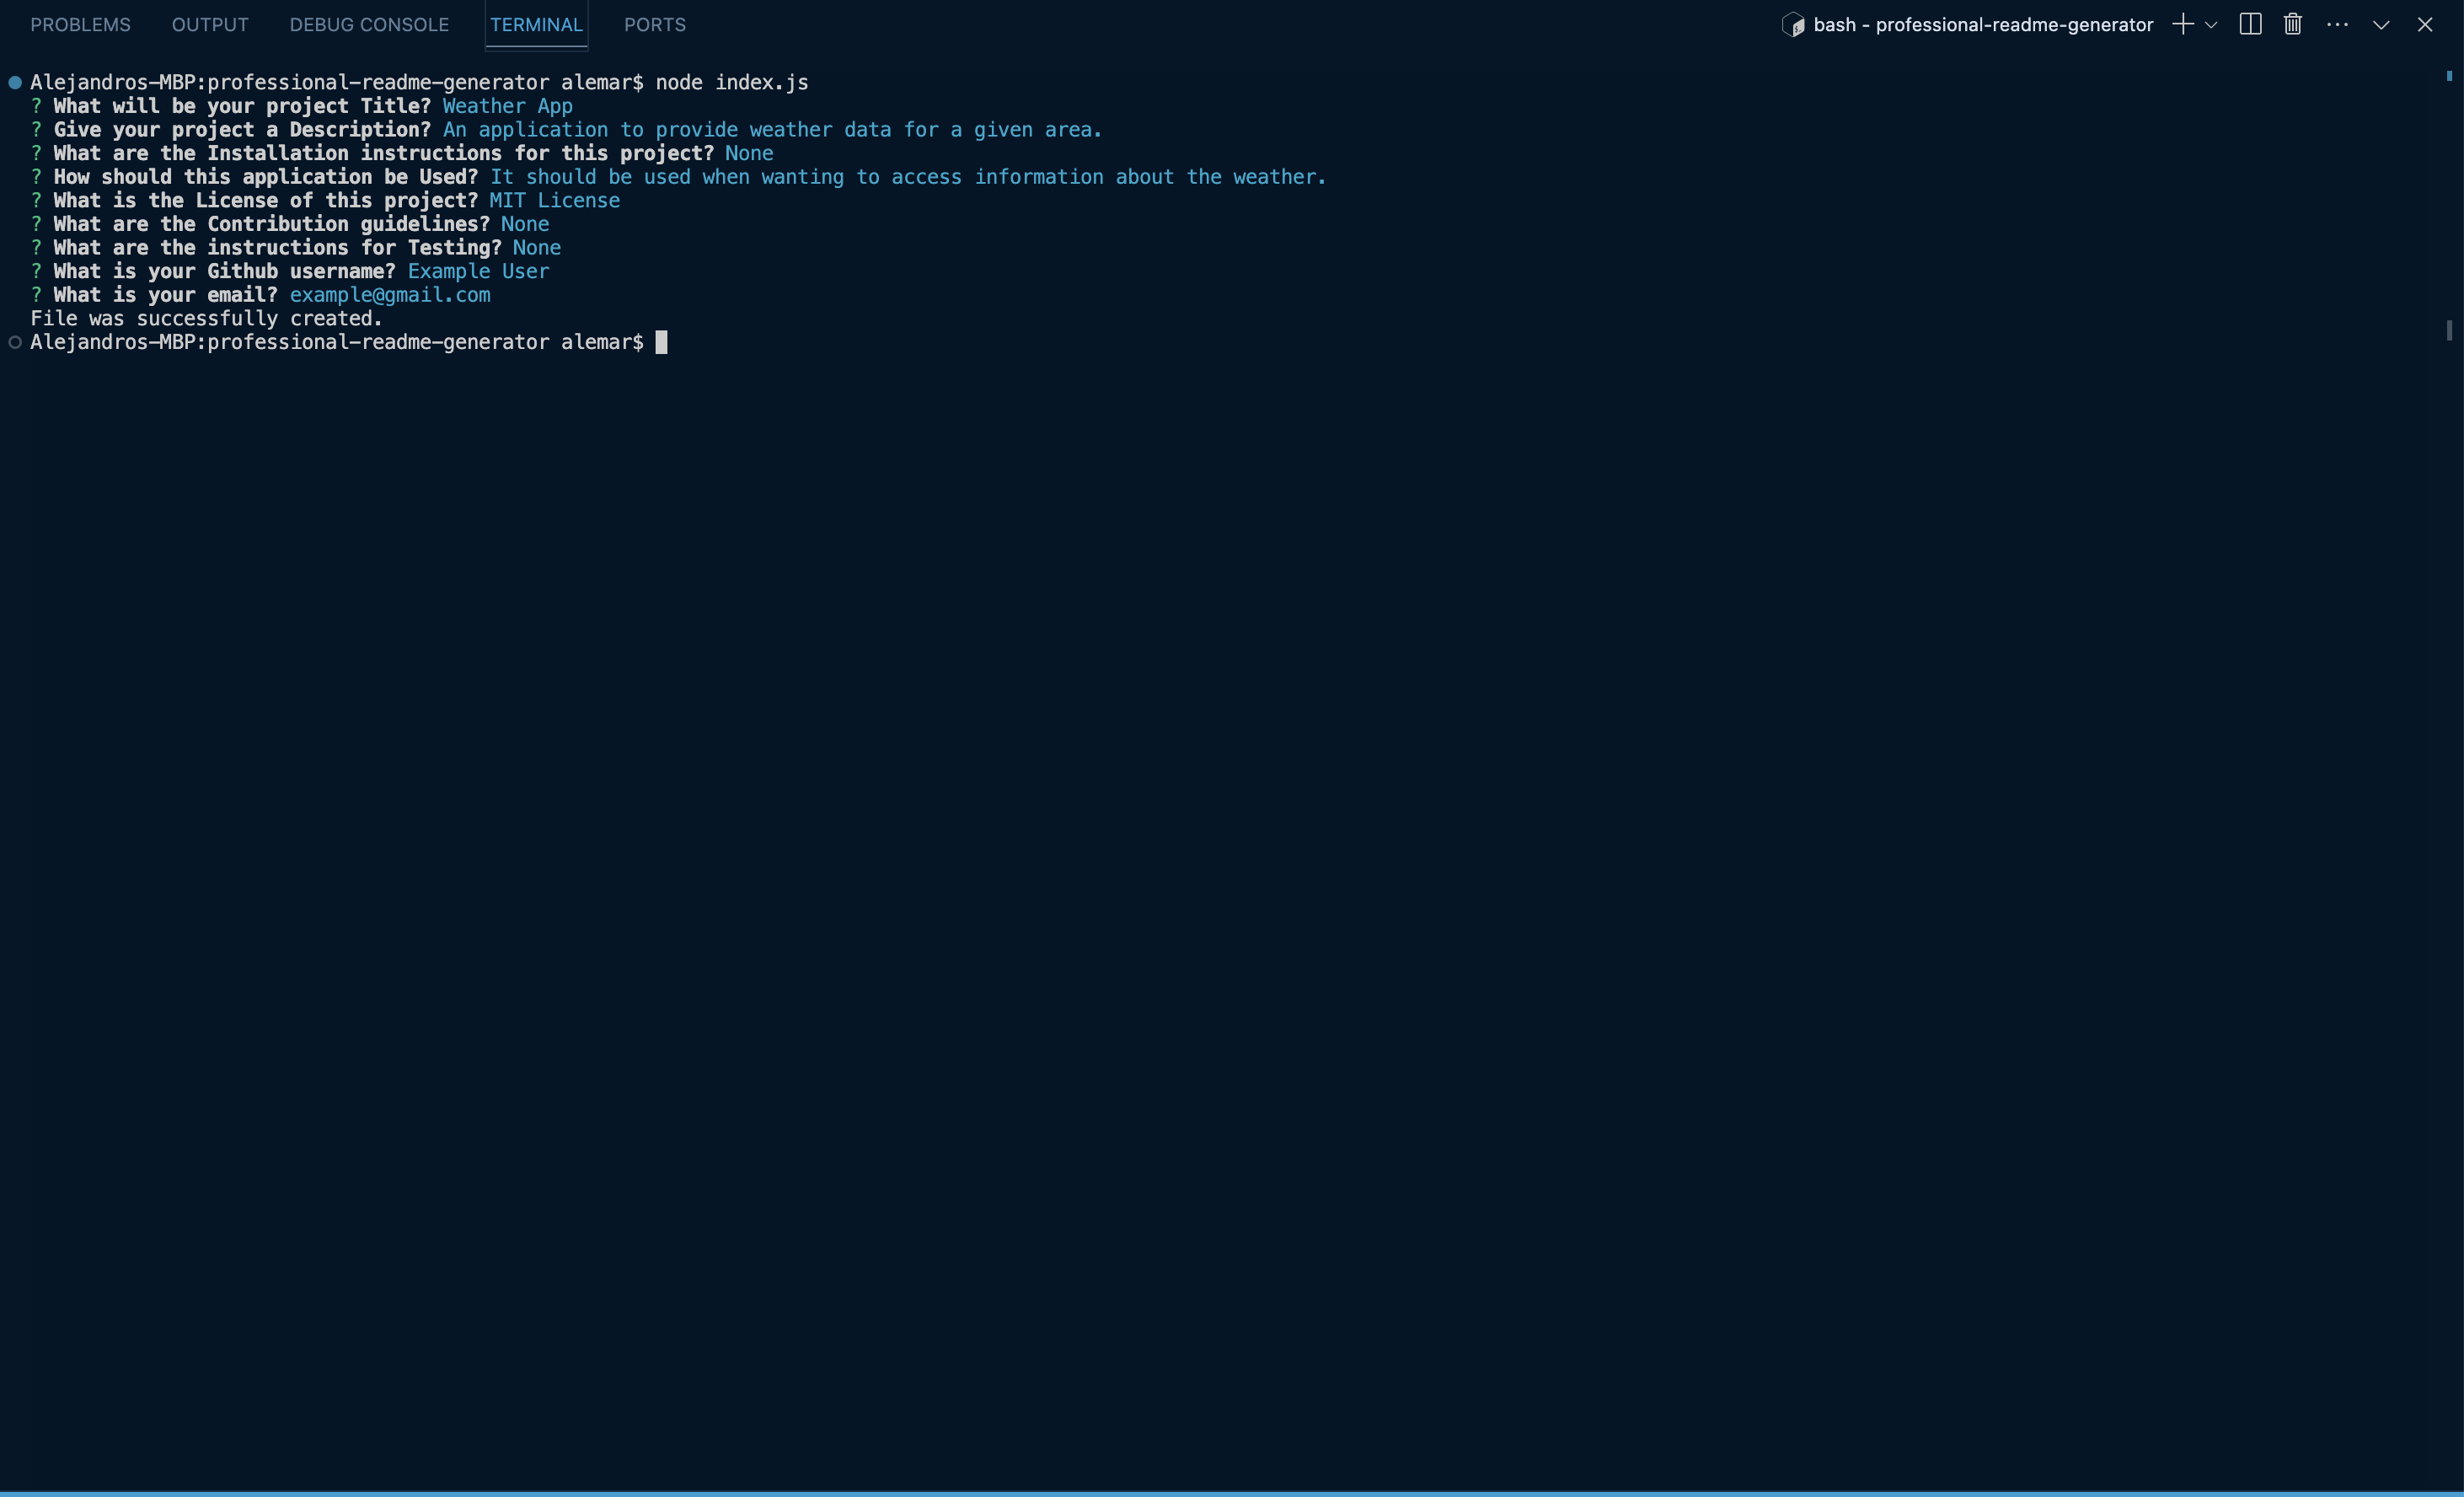 PROBLEMS OUTPUT DEBUG CONSOLE TERMINAL PORTS bash - professional-readme-generator
Alejandros-MBP:professional-readme-generator alemar$ node index.js
? What will be your project Title? Weather App
? Give your project a Description? An application to provide weather data for a given area.
? What are the Installation instructions for this project? None
? How should this application be Used? It should be used when wanting to access information about the weather.
? What is the License of this project? MIT License
? What are the Contribution guidelines? None
? What are the instructions for Testing? None
? What is your Github username? Example User
? What is your email? example@gmail.com
File was successfully created.
Alejandros-MBP:professional-readme-generator alemar$